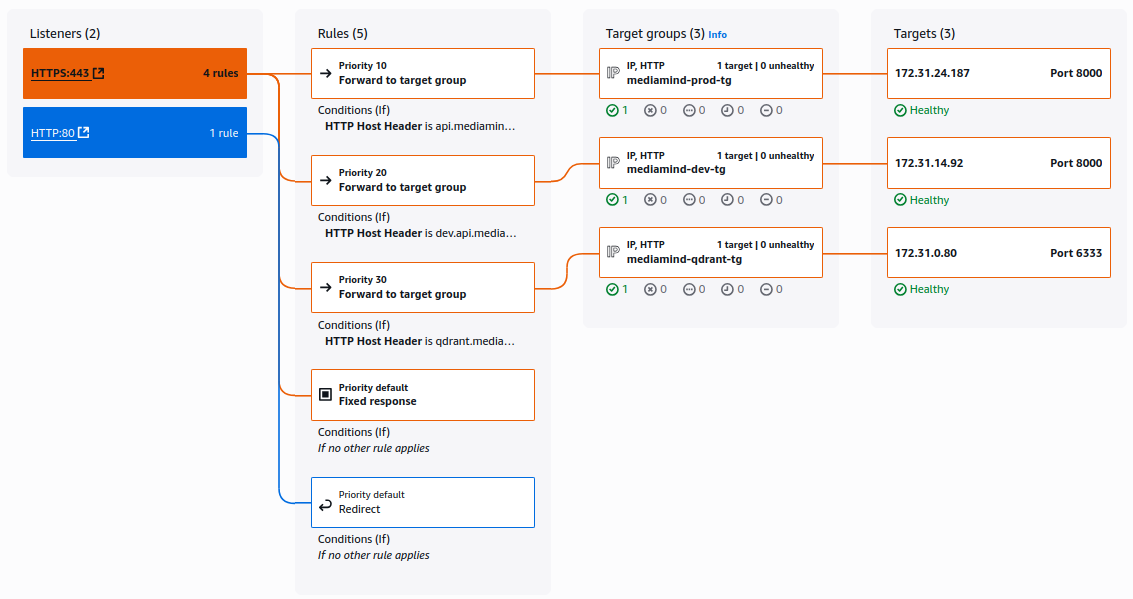 Listeners (2)
HTTPS:443 4 rules
HTTP:80 1 rule
Rules (5)
Priority 10
Forward to target group
Conditions (If)
HTTP Host Header is api.mediamin...
Priority 20
Forward to target group
Conditions (If)
HTTP Host Header is dev.api.media...
Priority 30
Forward to target group
Conditions (If)
HTTP Host Header is qdrant.media...
Priority default
Fixed response
Conditions (If)
If no other rule applies
Priority default
Redirect
Conditions (If)
If no other rule applies
Target groups (3) Info
IP, HTTP 1 target | 0 unhealthy
mediamind-prod-tg
1 0 0 0 0
IP, HTTP 1 target | 0 unhealthy
mediamind-dev-tg
1 0 0 0 0
IP, HTTP 1 target | 0 unhealthy
mediamind-qdrant-tg
1 0 0 0 0
Targets (3)
172.31.24.187 Port 8000
Healthy
172.31.14.92 Port 8000
Healthy
172.31.0.80 Port 6333
Healthy